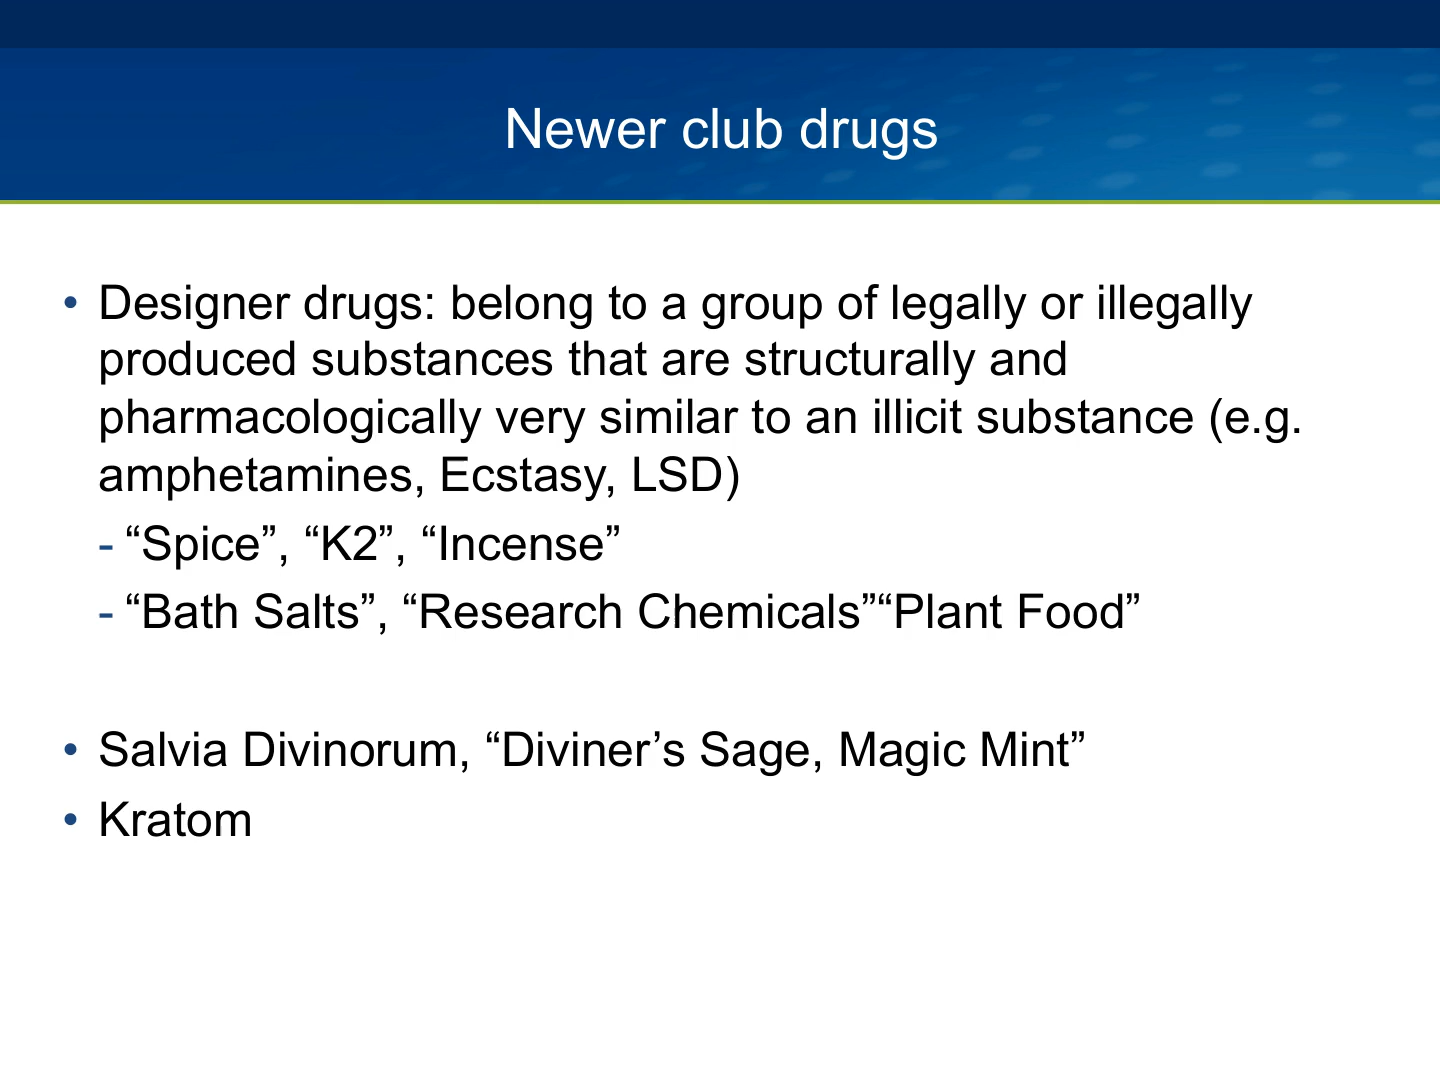 Newer club drugs
• Designer drugs: belong to a group of legally or illegally
produced substances that are structurally and
pharmacologically very similar to an illicit substance (e.g.
amphetamines, Ecstasy, LSD)
- “Spice”, “K2”, “Incense”
- “Bath Salts”, “Research Chemicals”“Plant Food”
• Salvia Divinorum, “Diviner’s Sage, Magic Mint”
• Kratom